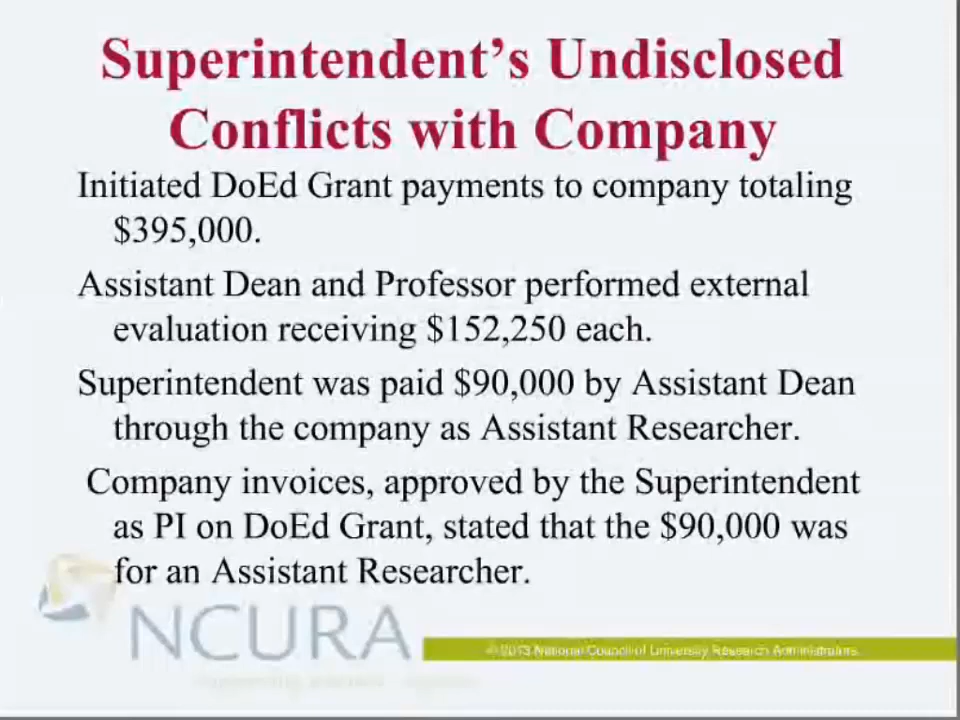 Superintendent’s Undisclosed
Conflicts with Company
Initiated DoEd Grant payments to company totaling
$395,000.
Assistant Dean and Professor performed external
evaluation receiving $152,250 each.
Superintendent was paid $90,000 by Assistant Dean
through the company as Assistant Researcher.
Company invoices, approved by the Superintendent
as PI on DoEd Grant, stated that the $90,000 was
for an Assistant Researcher.
NCURA
© 2013 National Council of University Research Administrators